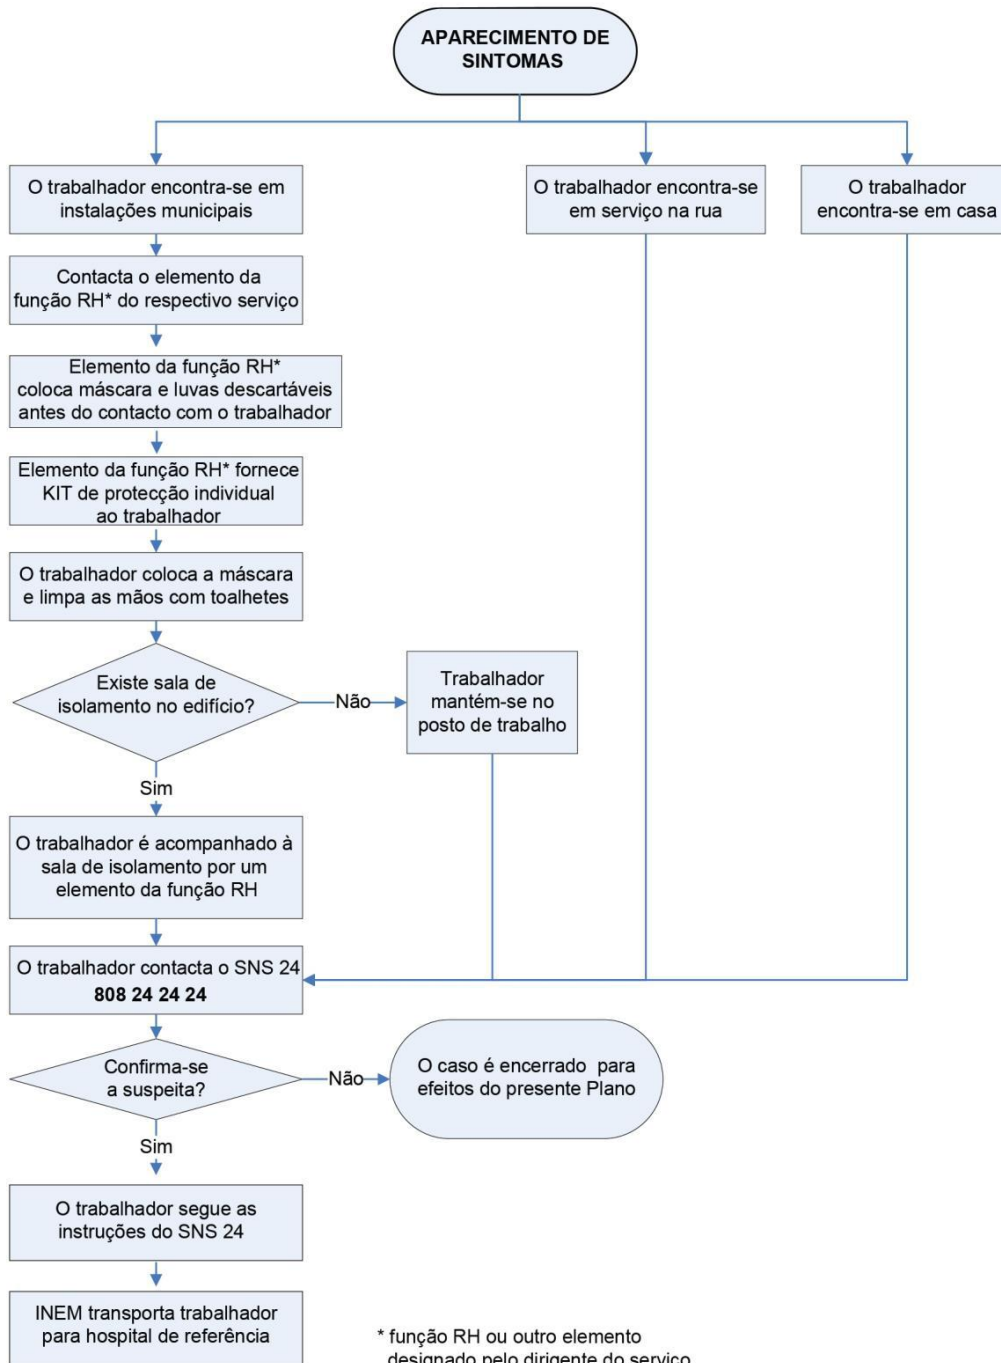 APARECIMENTO DE
SINTOMAS
O trabalhador encontra-se em
instalações municipais
O trabalhador encontra-se
em serviço na rua
O trabalhador
encontra-se em casa
Contacta o elemento da
função RH* do respectivo serviço
Elemento da função RH*
coloca máscara e luvas descartáveis
antes do contacto com o trabalhador
Elemento da função RH* fornece
KIT de protecção individual
ao trabalhador
O trabalhador coloca a máscara
e limpa as mãos com toalhetes
Existe sala de
isolamento no edifício?
Não
Trabalhador
mantém-se no
posto de trabalho
Sim
O trabalhador é acompanhado à
sala de isolamento por um
elemento da função RH
O trabalhador contacta o SNS 24
808 24 24 24
Confirma-se
a suspeita?
Não
O caso é encerrado para
efeitos do presente Plano
Sim
O trabalhador segue as
instruções do SNS 24
INEM transporta trabalhador
para hospital de referência
* função RH ou outro elemento
designado pelo dirigente do serviço